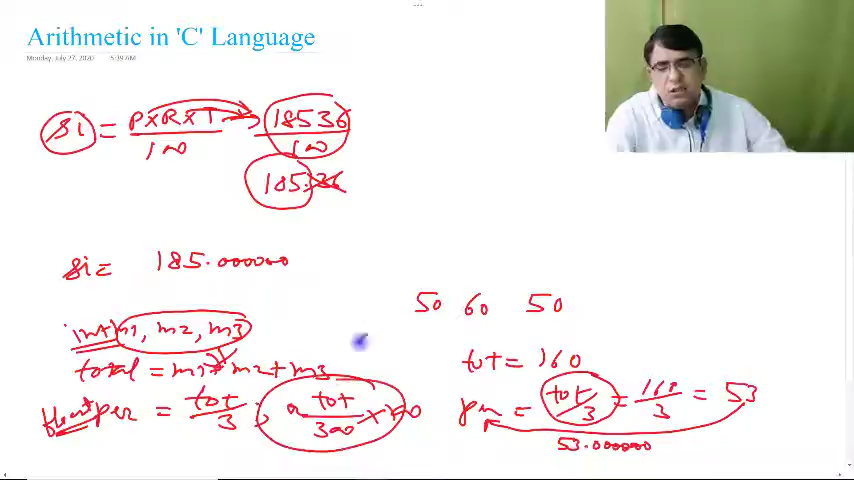 Arithmetic in 'C' Language
Monday, July 27, 2020 5:39 AM
Si = PXRXT / 100 → 18536 / 100
185.36
Si= 185.000000
int m1, m2, m3
total = m1+m2+m3
float per = tot / 3 ; tot / 300 × 100
50 60 50
tot = 160
per = tot / 3 = 160 / 3 = 53
53.000000